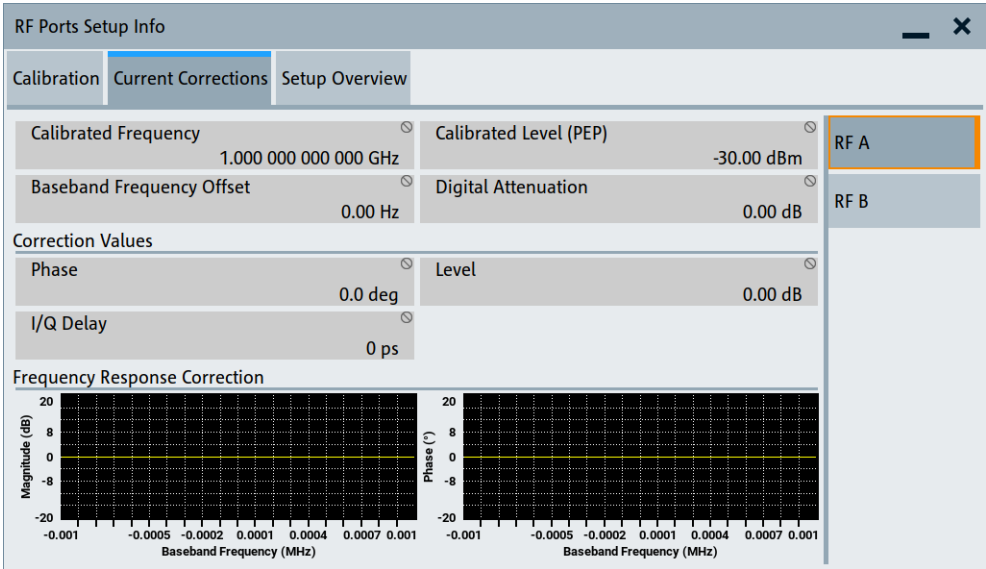 RF Ports Setup Info
Calibration Current Corrections Setup Overview
Calibrated Frequency
1.000 000 000 000 GHz
Calibrated Level (PEP)
-30.00 dBm
Baseband Frequency Offset
0.00 Hz
Digital Attenuation
0.00 dB
RF A
RF B
Correction Values
Phase
0.0 deg
Level
0.00 dB
I/Q Delay
0 ps
Frequency Response Correction
Magnitude (dB)
20
8
0
-8
-20
-0.001 -0.0005 -0.0002 0.0001 0.0004 0.0007 0.001
Baseband Frequency (MHz)
Phase (°)
20
8
0
-8
-20
-0.001 -0.0005 -0.0002 0.0001 0.0004 0.0007 0.001
Baseband Frequency (MHz)